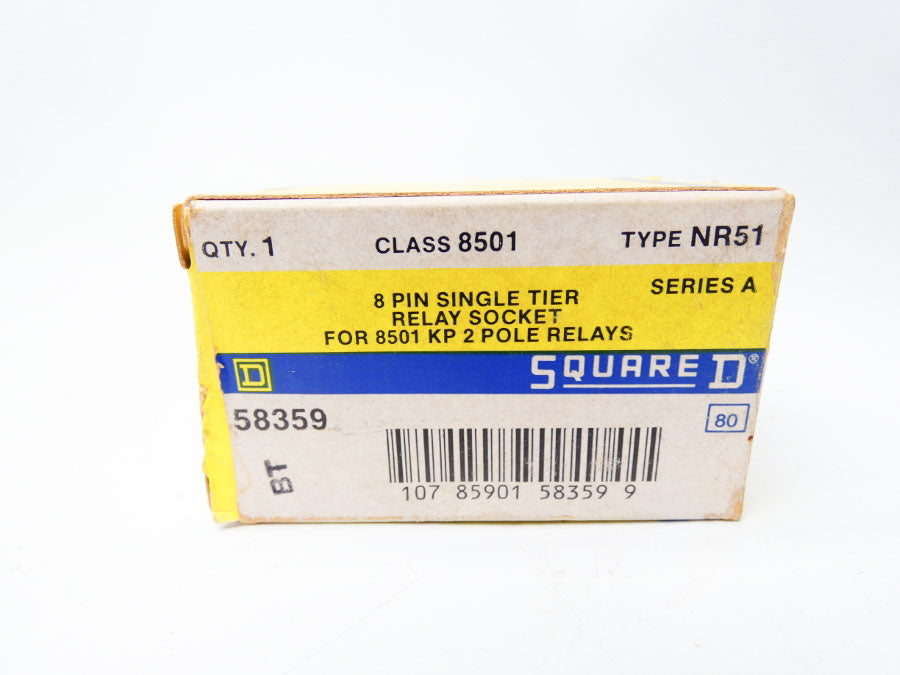 QTY. 1 CLASS 8501 TYPE NR51
SERIES A
8 PIN SINGLE TIER
RELAY SOCKET
FOR 8501 KP 2 POLE RELAYS
D SQUARE D®
58359 80
BT
107 85901 58359 9